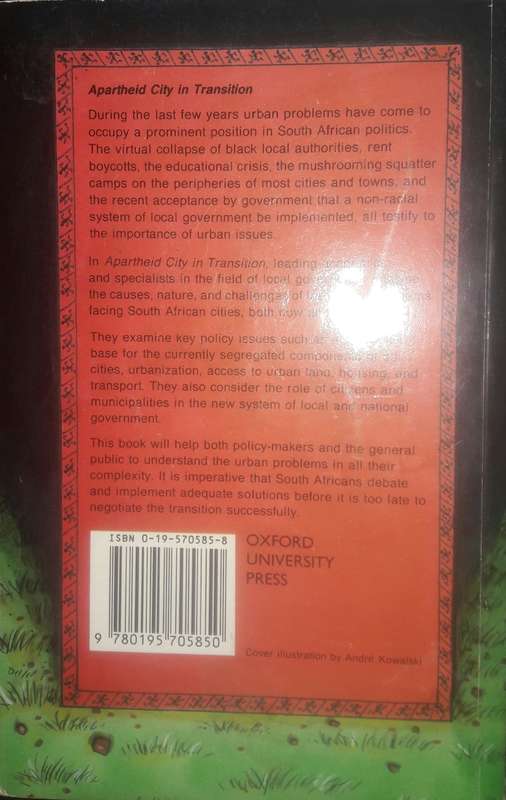 Apartheid City in Transition
During the last few years urban problems have come to
occupy a prominent position in South African politics.
The virtual collapse of black local authorities, rent
boycotts, the educational crisis, the mushrooming squatter
camps on the peripheries of most cities and towns, and
the recent acceptance by government that a non-racial
system of local government be implemented, all testify to
the importance of urban issues.
In Apartheid City in Transition, leading
and specialists in the field of local
the causes, nature, and challenges of
facing South African cities, both now
They examine key policy issues such as
base for the currently segregated components of
cities, urbanization, access to urban land, housing, and
transport. They also consider the role of citizens and
municipalities in the new system of local and national
government.
This book will help both policy-makers and the general
public to understand the urban problems in all their
complexity. It is imperative that South Africans debate
and implement adequate solutions before it is too late to
negotiate the transition successfully.
ISBN 0-19-570585-8
9 780195 705850
OXFORD
UNIVERSITY
PRESS
Cover illustration by André Kowalski